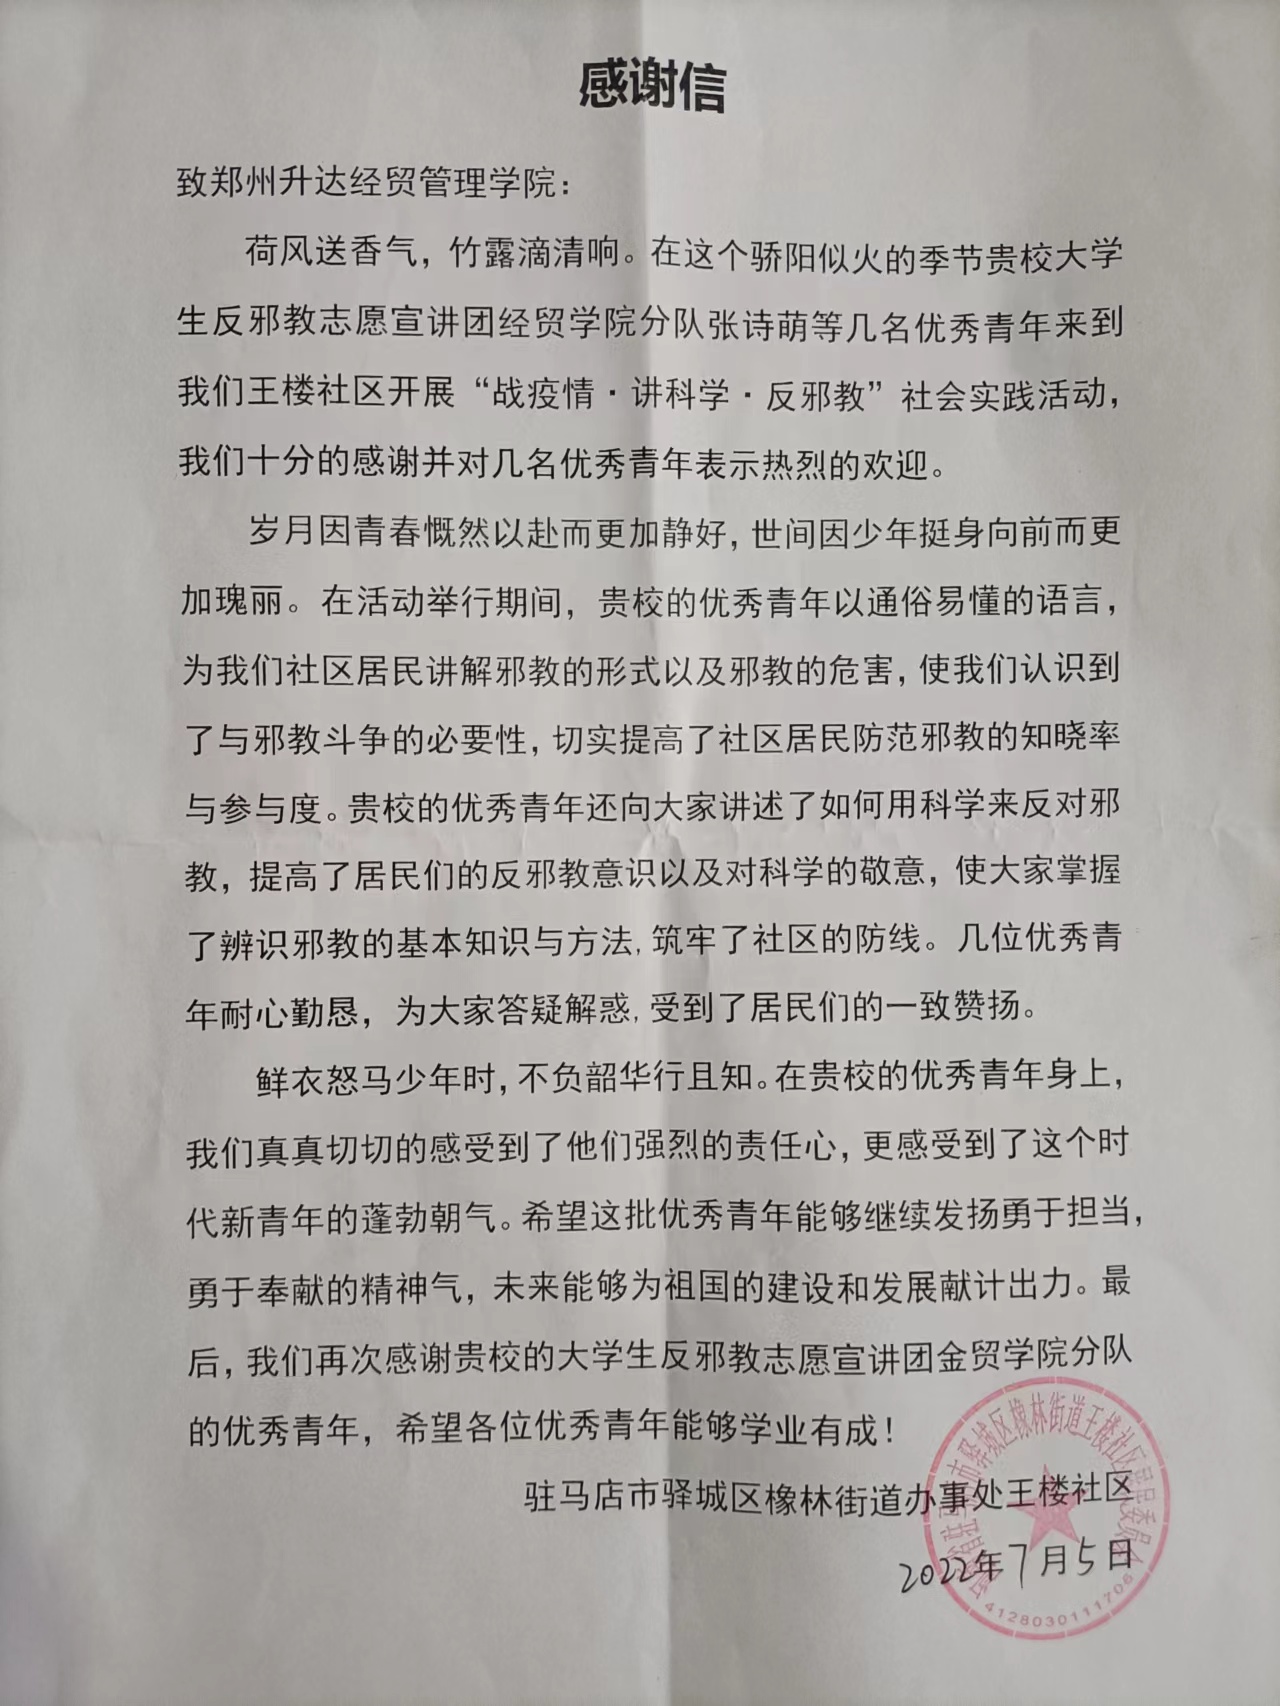 感谢信
致郑州升达经贸管理学院：
荷风送香气，竹露滴清响。在这个骄阳似火的季节贵校大学
生反邪教志愿宣讲团经贸学院分队张诗萌等几名优秀青年来到
我们王楼社区开展“战疫情·讲科学·反邪教”社会实践活动，
我们十分的感谢并对几名优秀青年表示热烈的欢迎。
岁月因青春慨然以赴而更加静好，世间因少年挺身向前而更
加瑰丽。在活动举行期间，贵校的优秀青年以通俗易懂的语言，
为我们社区居民讲解邪教的形式以及邪教的危害，使我们认识到
了与邪教斗争的必要性，切实提高了社区居民防范邪教的知晓率
与参与度。贵校的优秀青年还向大家讲述了如何用科学来反对邪
教，提高了居民们的反邪教意识以及对科学的敬意，使大家掌握
了辨识邪教的基本知识与方法,筑牢了社区的防线。几位优秀青
年耐心勤恳，为大家答疑解惑,受到了居民们的一致赞扬。
鲜衣怒马少年时，不负韶华行且知。在贵校的优秀青年身上，
我们真真切切的感受到了他们强烈的责任心，更感受到了这个时
代新青年的蓬勃朝气。希望这批优秀青年能够继续发扬勇于担当，
勇于奉献的精神气，未来能够为祖国的建设和发展献计出力。最
后，我们再次感谢贵校的大学生反邪教志愿宣讲团金贸学院分队
的优秀青年，希望各位优秀青年能够学业有成！
驻马店市驿城区橡林街道办事处王楼社区
2022年7月5日
市驿城区橡林街道王楼社区居民委员会
4128030111706